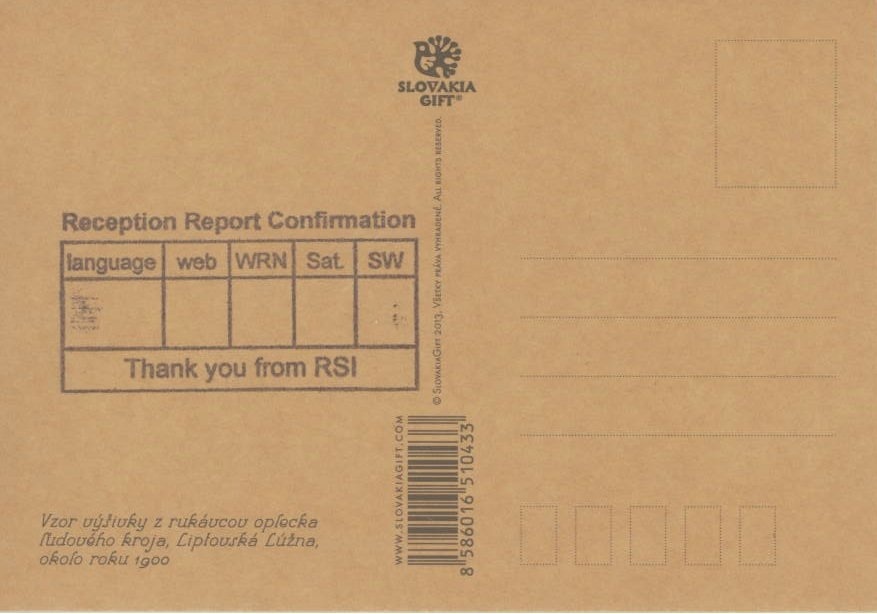 SLOVAKIA
GIFT®
Reception Report Confirmation
language web WRN Sat. SW
Thank you from RSI
© SlovakiaGift 2013. Všetky práva vyhradené. All rights reserved.
www.slovakiagift.com
8 586016 510433
Vzor výšivky z rukávcov oplecka
ľudového kroja, Liptovská Lúžna,
okolo roku 1900